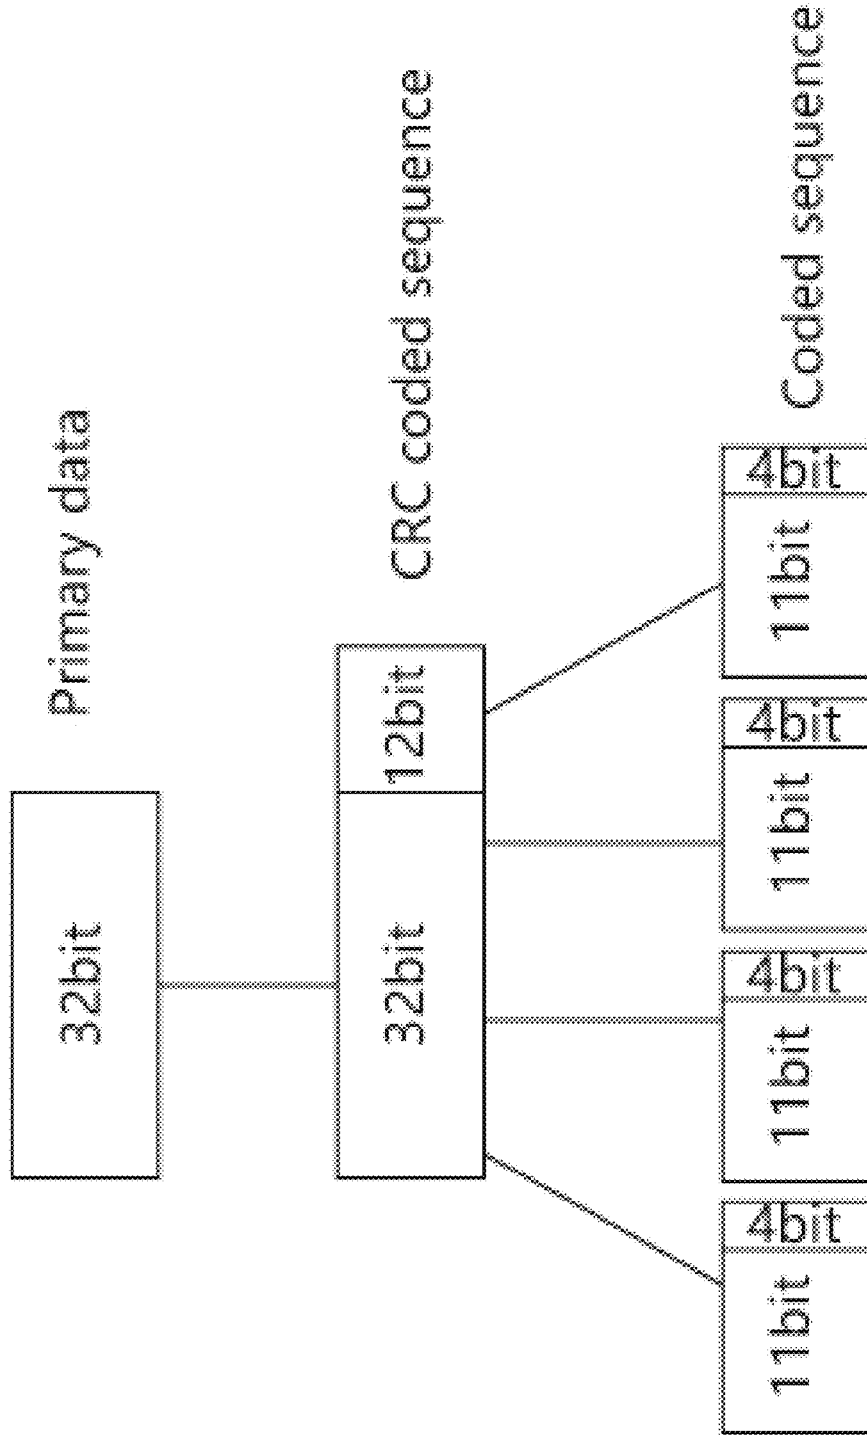 32bit
Primary data
32bit
12bit
CRC coded sequence
11bit
4bit
11bit
4bit
11bit
4bit
11bit
4bit
Coded sequence